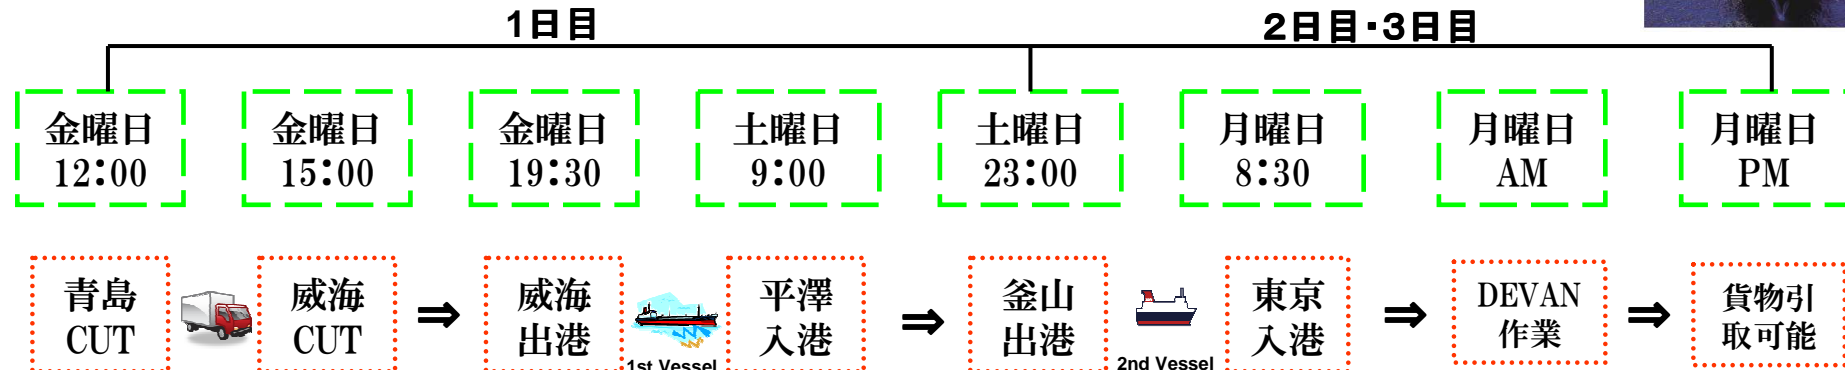 1日目
2日目・3日目
金曜日
12:00
金曜日
15:00
金曜日
19:30
土曜日
9:00
土曜日
23:00
月曜日
8:30
月曜日
AM
月曜日
PM
青島
CUT
威海
CUT
⇒
威海
出港
1st Vessel
平澤
入港
⇒
釜山
出港
2nd Vessel
東京
入港
⇒
DEVAN
作業
⇒
貨物引
取可能